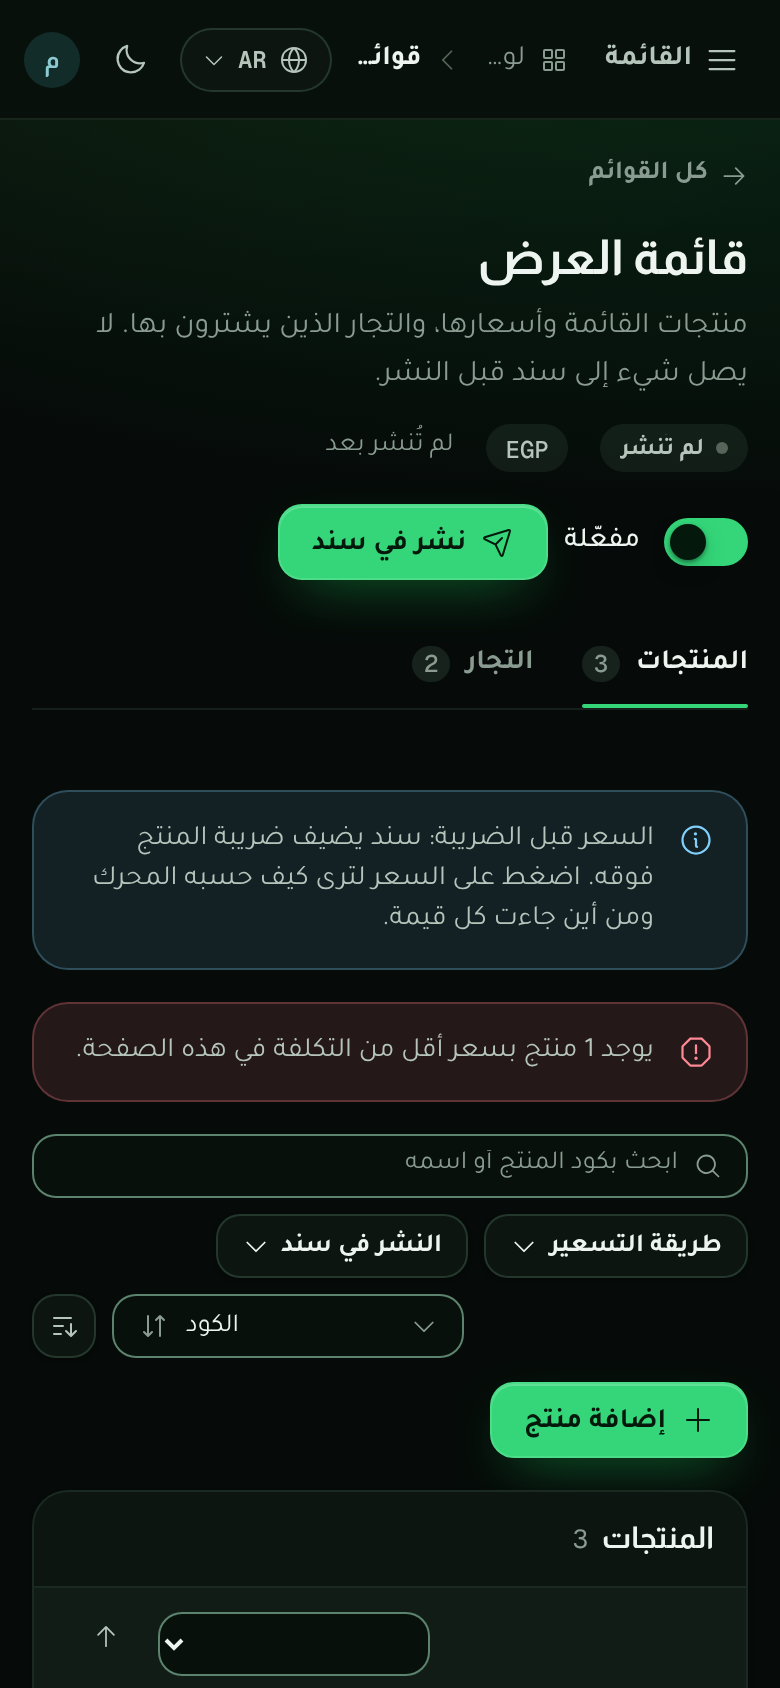 القائمة
لو...
قوائـ...
AR
م
كل القوائم
قائمة العرض
منتجات القائمة وأسعارها، والتجار الذين يشترون بها. لا
يصل شيء إلى سند قبل النشر.
لم تنشر
EGP
لم تُنشر بعد
مفعّلة
نشر في سند
المنتجات 3
التجار 2
السعر قبل الضريبة: سند يضيف ضريبة المنتج
فوقه. اضغط على السعر لترى كيف حسبه المحرك
ومن أين جاءت كل قيمة.
يوجد 1 منتج بسعر أقل من التكلفة في هذه الصفحة.
ابحث بكود المنتج أو اسمه
طريقة التسعير
النشر في سند
الكود
إضافة منتج
المنتجات 3